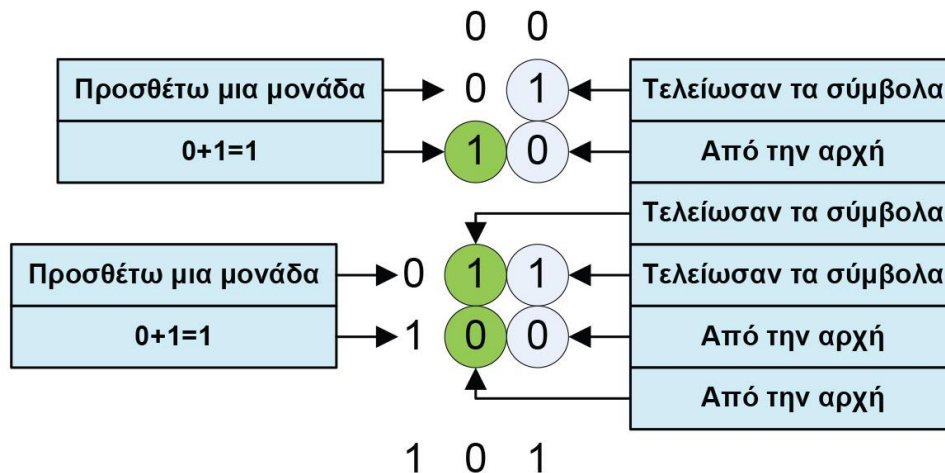 0 0
Προσθέτω μια μονάδα 0 1 Τελείωσαν τα σύμβολα
0+1=1 1 0 Από την αρχή
Τελείωσαν τα σύμβολα
Προσθέτω μια μονάδα 0 1 1 Τελείωσαν τα σύμβολα
0+1=1 1 0 0 Από την αρχή
Από την αρχή
1 0 1